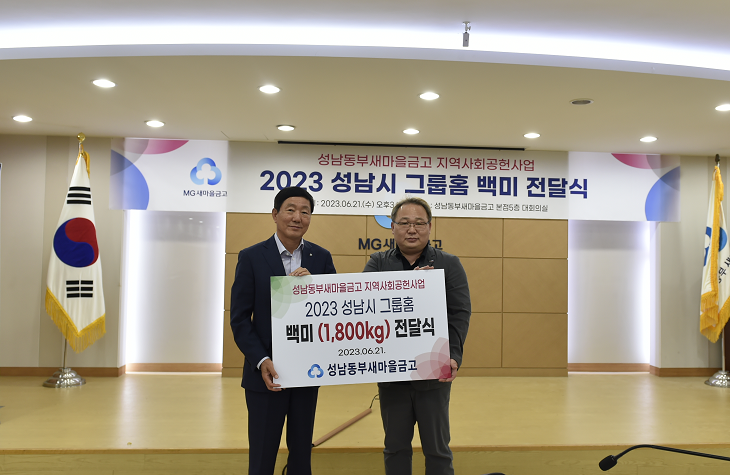 성남동부새마을금고 지역사회공헌사업
2023 성남시 그룹홈 백미 전달식
: 2023.06.21.(수) 오후3 : 성남동부새마을금고 본점5층 대회의실
MG새마을금고
MG새 금고
성남동부새마을금고 지역사회공헌사업
2023 성남시 그룹홈
백미 (1,800kg) 전달식
2023.06.21.
성남동부새마을금고